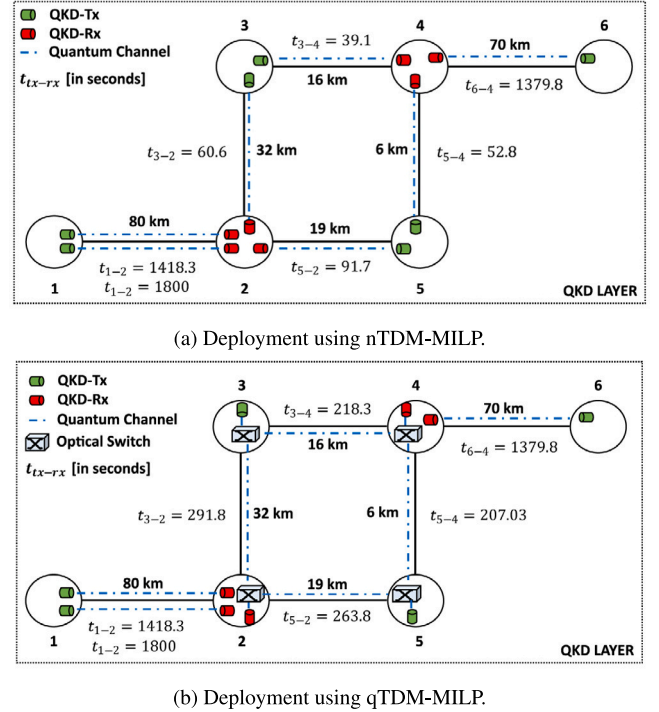 QKD-Tx
QKD-Rx
Quantum Channel
t_{tx-rx} [in seconds]
3
4
6
t_{3-4} = 39.1
16 km
70 km
t_{6-4} = 1379.8
t_{3-2} = 60.6
32 km
6 km
t_{5-4} = 52.8
80 km
19 km
t_{1-2} = 1418.3
t_{1-2} = 1800
t_{5-2} = 91.7
1
2
5
QKD LAYER
(a) Deployment using nTDM-MILP.
QKD-Tx
QKD-Rx
Quantum Channel
Optical Switch
t_{tx-rx} [in seconds]
3
4
6
t_{3-4} = 218.3
16 km
70 km
t_{6-4} = 1379.8
t_{3-2} = 291.8
32 km
6 km
t_{5-4} = 207.03
80 km
19 km
t_{1-2} = 1418.3
t_{1-2} = 1800
t_{5-2} = 263.8
1
2
5
QKD LAYER
(b) Deployment using qTDM-MILP.